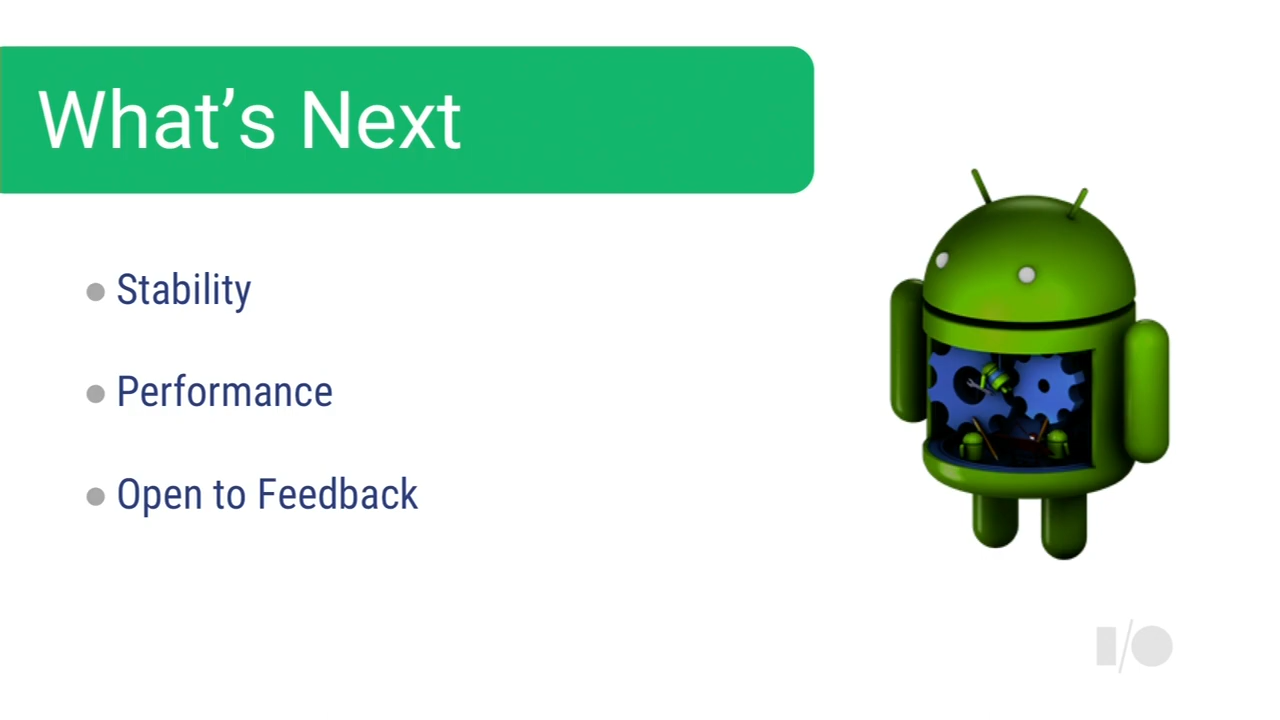 What’s Next
Stability
Performance
Open to Feedback
I/O